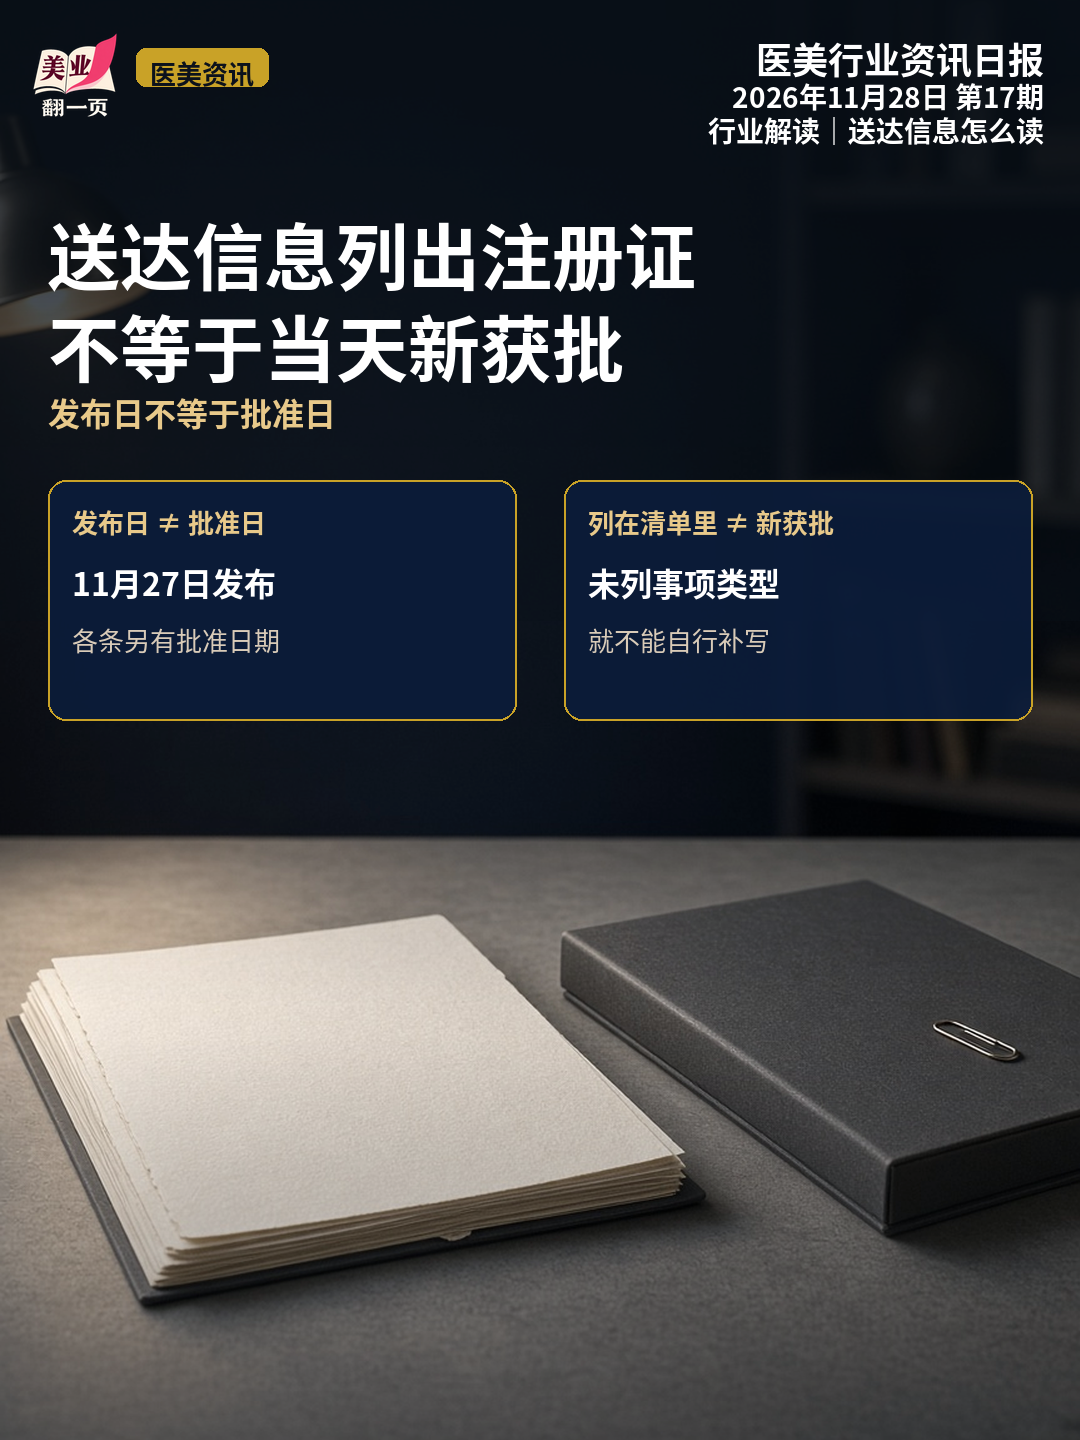 美业
翻一页
医美资讯
医美行业资讯日报
2026年11月28日 第17期
行业解读｜送达信息怎么读
送达信息列出注册证
不等于当天新获批
发布日不等于批准日
发布日 ≠ 批准日
11月27日发布
各条另有批准日期
列在清单里 ≠ 新获批
未列事项类型
就不能自行补写